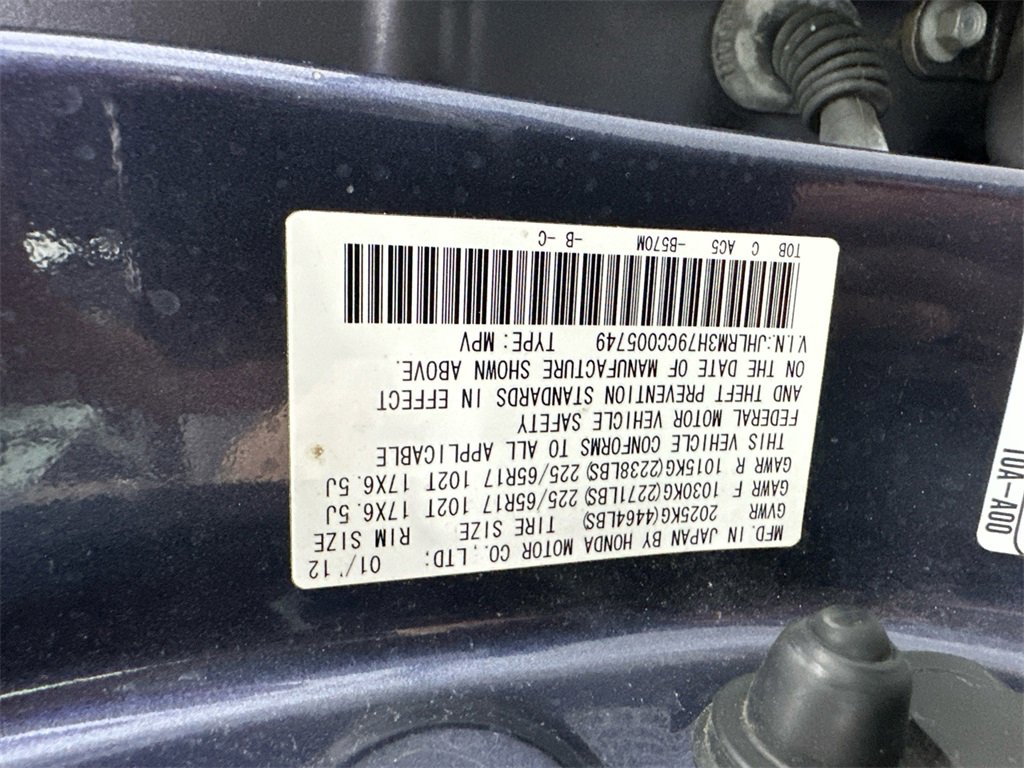 MFD. IN JAPAN BY HONDA MOTOR CO., LTD: 01/'12
GVWR 2025KG(4464LBS) TIRE SIZE RIM SIZE
GAWR F 1030KG(2271LBS) 225/65R17 102T 17X6.5J
GAWR R 1015KG(2238LBS) 225/65R17 102T 17X6.5J
THIS VEHICLE CONFORMS TO ALL APPLICABLE
FEDERAL MOTOR VEHICLE SAFETY
AND THEFT PREVENTION STANDARDS IN EFFECT
ON THE DATE OF MANUFACTURE SHOWN ABOVE.
V.I.N:JHLRM3H79CC005749 TYPE:MPV
TOB C AC5 -B570M -B -C
TOA-A00